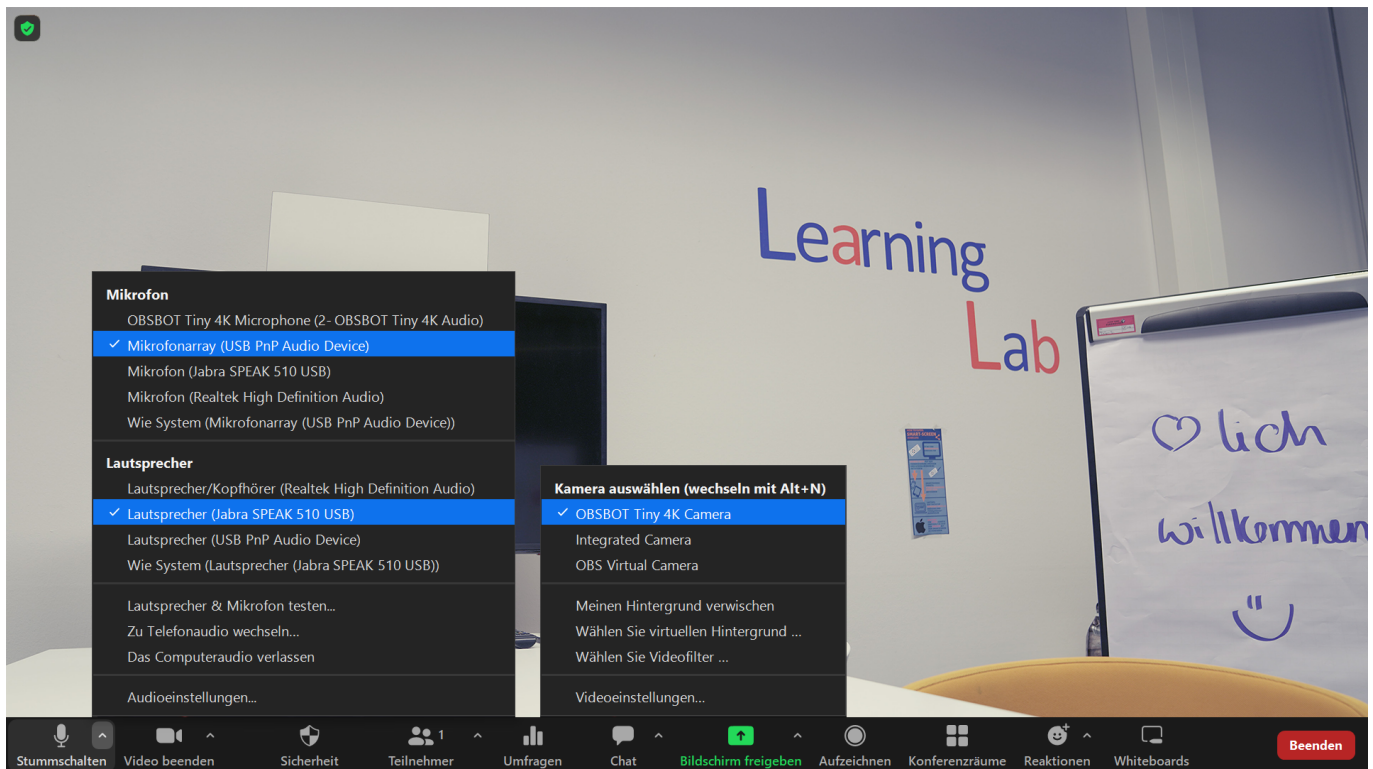 Learning
Lab
♡lich
willkommen
Mikrofon
OBSBOT Tiny 4K Microphone (2- OBSBOT Tiny 4K Audio)
✓ Mikrofonarray (USB PnP Audio Device)
Mikrofon (Jabra SPEAK 510 USB)
Mikrofon (Realtek High Definition Audio)
Wie System (Mikrofonarray (USB PnP Audio Device))
Lautsprecher
Lautsprecher/Kopfhörer (Realtek High Definition Audio)
✓ Lautsprecher (Jabra SPEAK 510 USB)
Lautsprecher (USB PnP Audio Device)
Wie System (Lautsprecher (Jabra SPEAK 510 USB))
Lautsprecher & Mikrofon testen...
Zu Telefonaudio wechseln...
Das Computeraudio verlassen
Audioeinstellungen...
Kamera auswählen (wechseln mit Alt+N)
✓ OBSBOT Tiny 4K Camera
Integrated Camera
OBS Virtual Camera
Meinen Hintergrund verwischen
Wählen Sie virtuellen Hintergrund ...
Wählen Sie Videofilter ...
Videoeinstellungen...
1
Stummschalten Video beenden Sicherheit Teilnehmer Umfragen Chat Bildschirm freigeben Aufzeichnen Konferenzräume Reaktionen Whiteboards Beenden